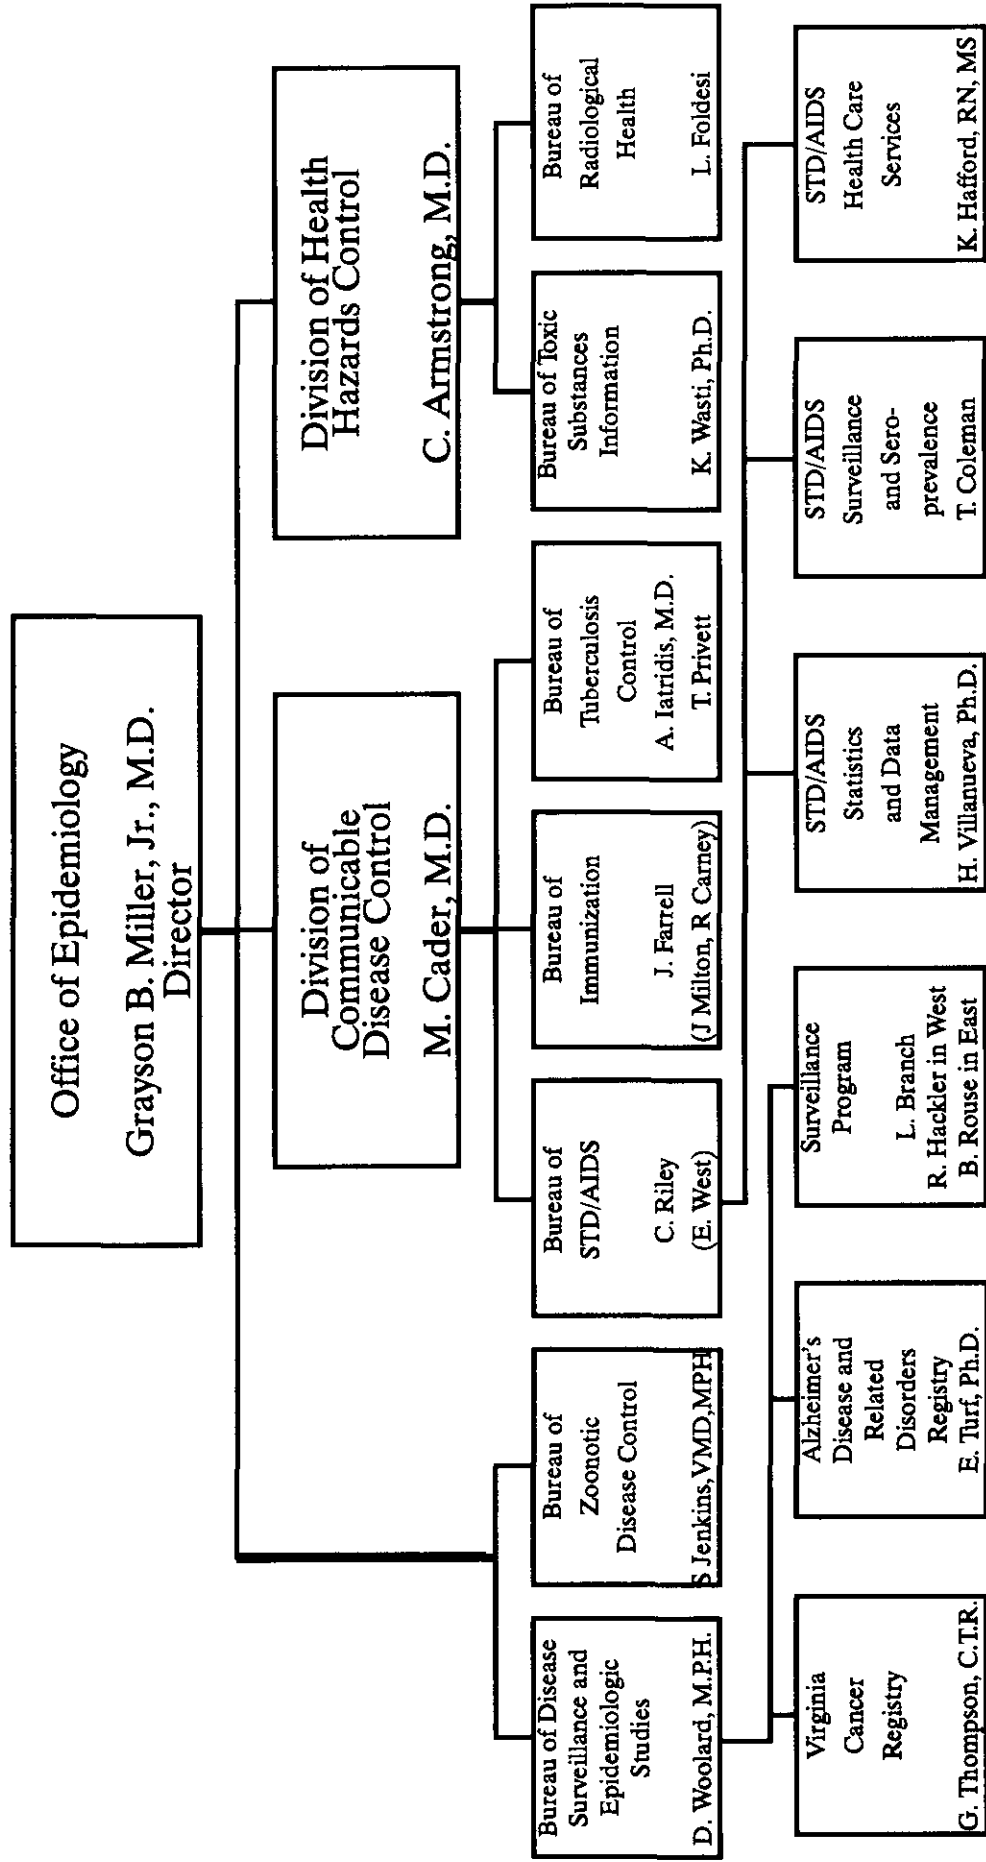 Office of Epidemiology
Grayson B. Miller, Jr., M.D.
Director
Division of
Communicable
Disease Control
M. Cader, M.D.
Division of Health
Hazards Control
C. Armstrong, M.D.
Bureau of Disease
Surveillance and
Epidemiologic
Studies
D. Woolard, M.P.H.
Bureau of
Zoonotic
Disease Control
S Jenkins,VMD,MPH
Bureau of
STD/AIDS
C. Riley
(E. West)
Bureau of
Immunization
J. Farrell
(J Milton, R Carney)
Bureau of
Tuberculosis
Control
A. Iatridis, M.D.
T. Privett
Bureau of Toxic
Substances
Information
K. Wasti, Ph.D.
Bureau of
Radiological
Health
L. Foldesi
Virginia
Cancer
Registry
G. Thompson, C.T.R.
Alzheimer's
Disease and
Related
Disorders
Registry
E. Turf, Ph.D.
Surveillance
Program
L. Branch
R. Hackler in West
B. Rouse in East
STD/AIDS
Statistics
and Data
Management
H. Villanueva, Ph.D.
STD/AIDS
Surveillance
and Sero-
prevalence
T. Coleman
STD/AIDS
Health Care
Services
K. Hafford, RN, MS